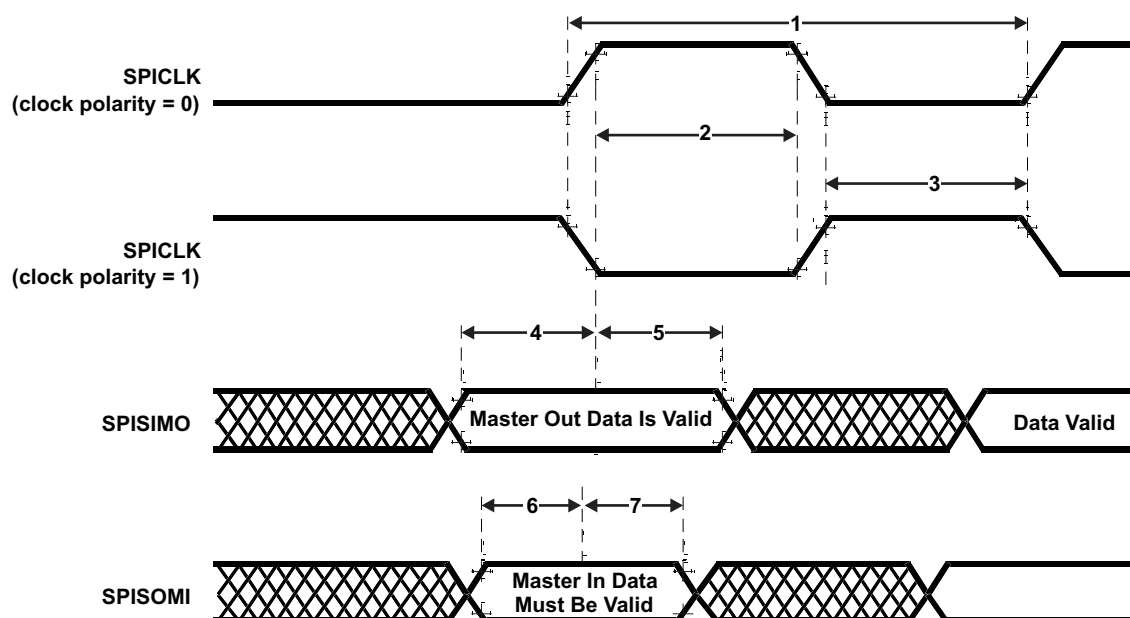 1
SPICLK
(clock polarity = 0)
2
3
SPICLK
(clock polarity = 1)
4
5
SPISIMO
Master Out Data Is Valid
Data Valid
6
7
SPISOMI
Master In Data
Must Be Valid